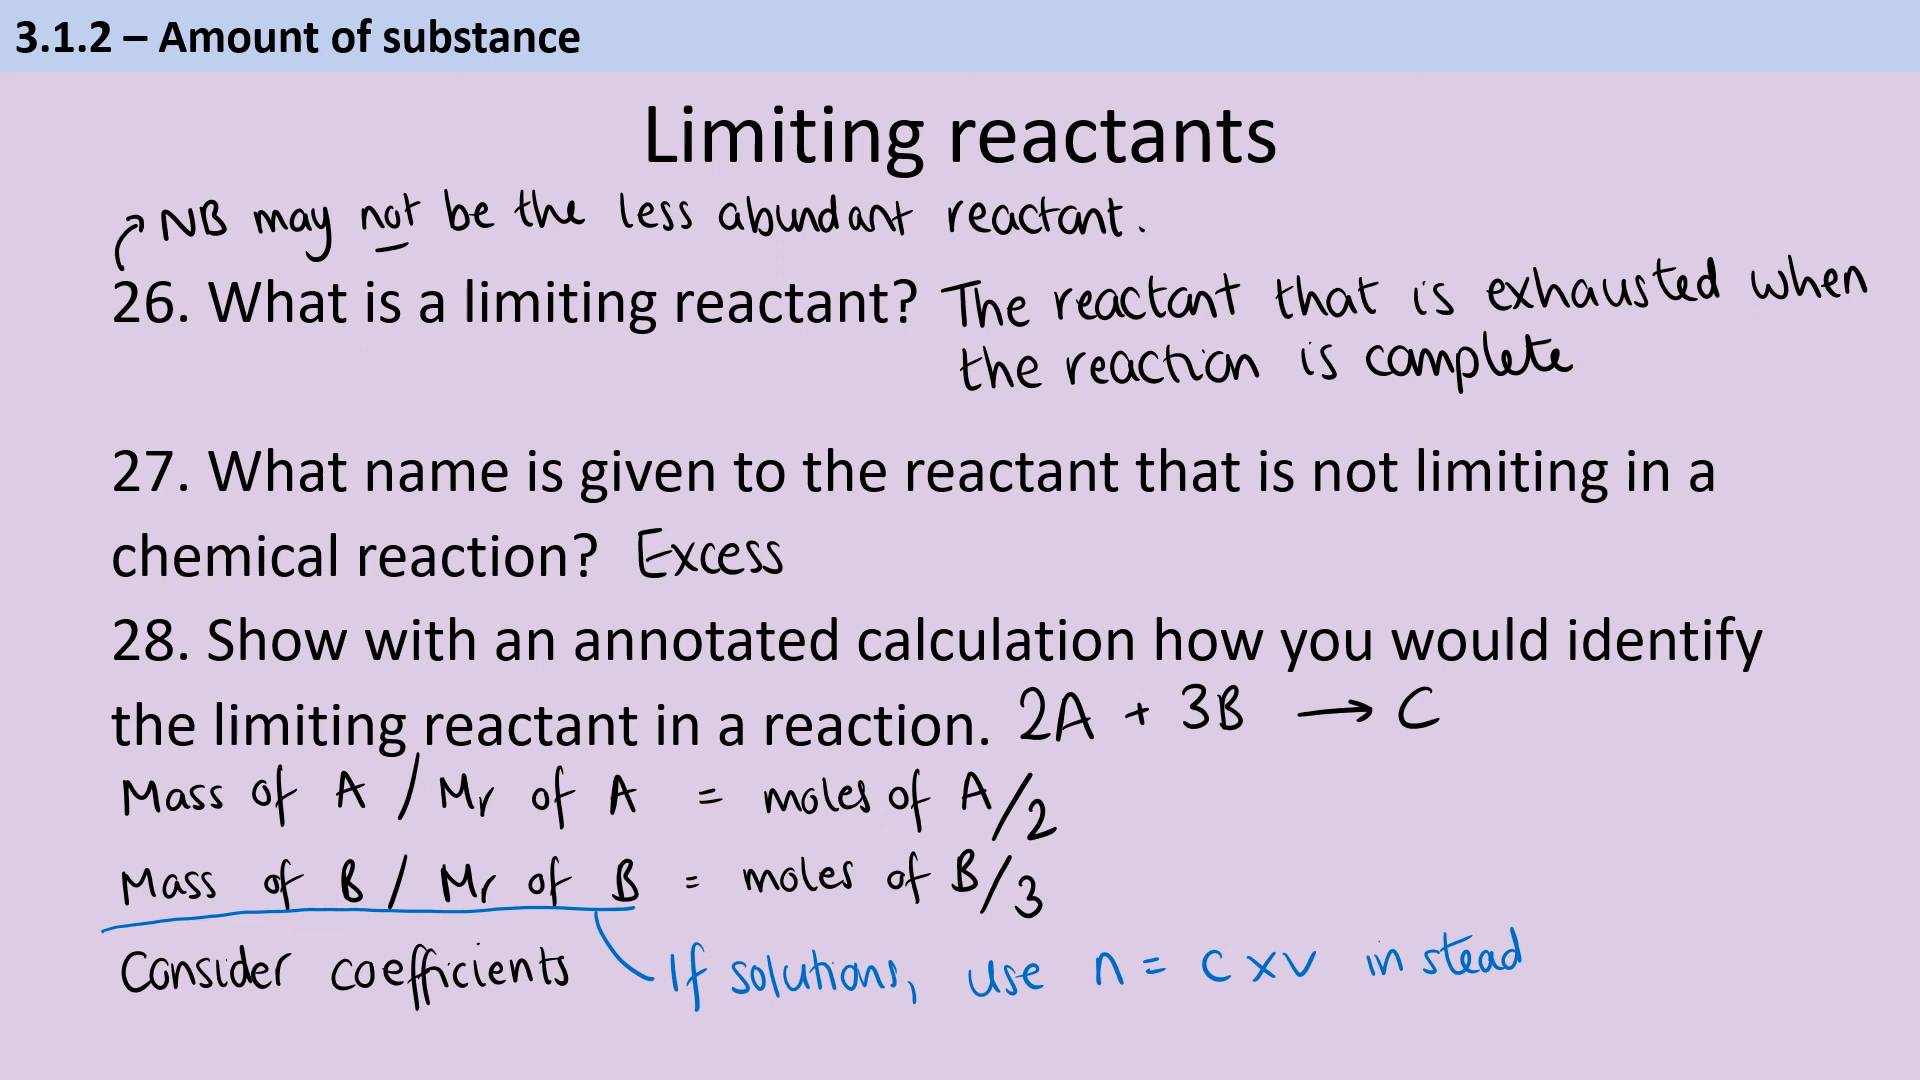 3.1.2 – Amount of substance
Limiting reactants
NB may not be the less abundant reactant.
26. What is a limiting reactant? The reactant that is exhausted when
the reaction is complete
27. What name is given to the reactant that is not limiting in a
chemical reaction? Excess
28. Show with an annotated calculation how you would identify
the limiting reactant in a reaction. 2A + 3B → C
Mass of A / Mr of A = moles of A/2
Mass of B / Mr of B = moles of B/3
Consider coefficients If solutions, use n = c x v instead